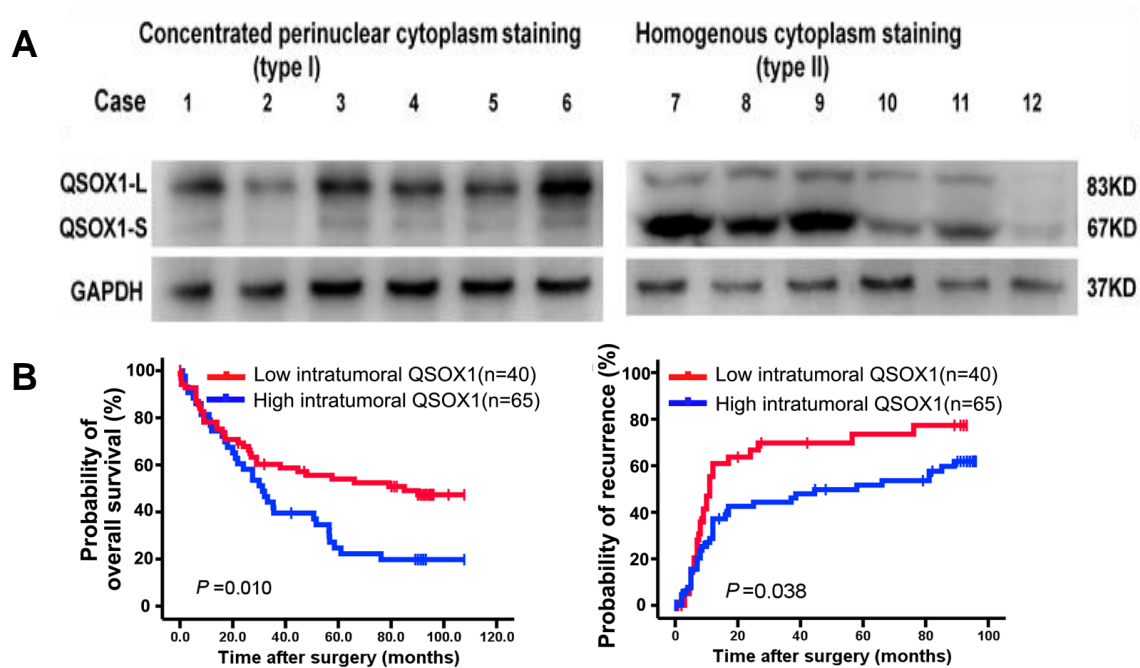 A
Concentrated perinuclear cytoplasm staining
(type I)
Homogenous cytoplasm staining
(type II)
Case 1 2 3 4 5 6 7 8 9 10 11 12
QSOX1-L 83KD
QSOX1-S 67KD
GAPDH 37KD
B
Probability of
overall survival (%)
100
80
60
40
20
0
Low intratumoral QSOX1(n=40)
High intratumoral QSOX1(n=65)
P=0.010
0.0 20.0 40.0 60.0 80.0 100.0 120.0
Time after surgery (months)
Probability of recurrence (%)
100
80
60
40
20
0
Low intratumoral QSOX1(n=40)
High intratumoral QSOX1(n=65)
P=0.038
0 20 40 60 80 100
Time after surgery (months)